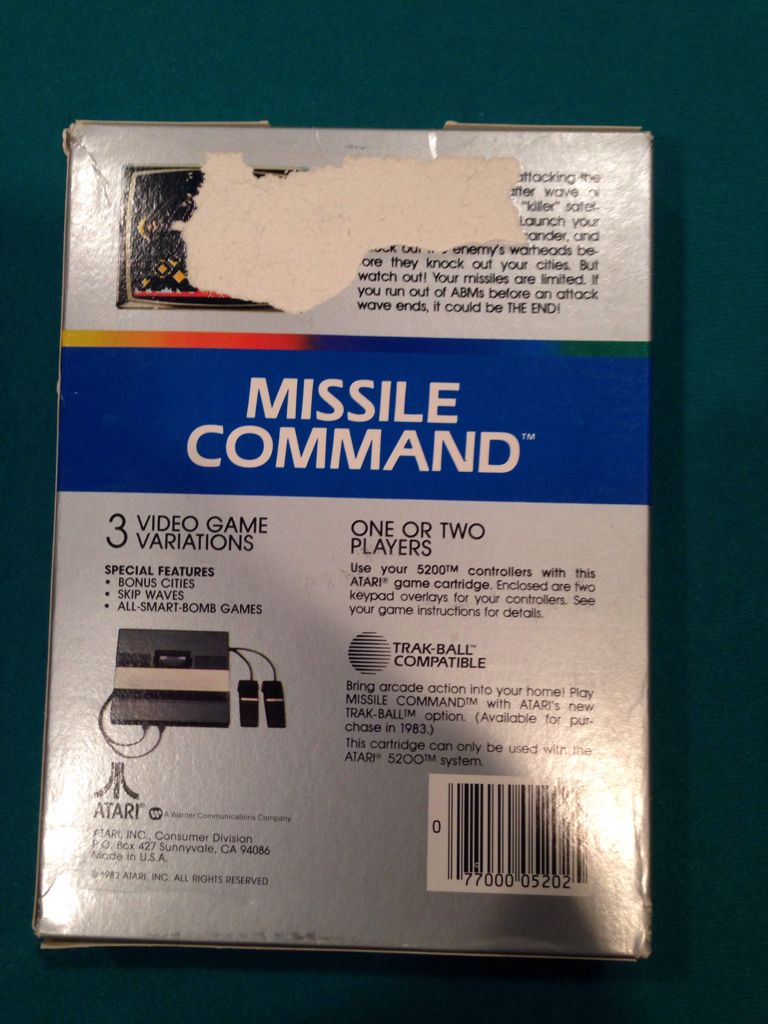 attacking the
after wave of
"killer" satel-
Launch your
and
enemy's warheads be-
ore they knock out your cities. But
watch out! Your missiles are limited. If
you run out of ABMs before an attack
wave ends, it could be THE END!
MISSILE
COMMAND™
3 VIDEO GAME
VARIATIONS
SPECIAL FEATURES
• BONUS CITIES
• SKIP WAVES
• ALL-SMART-BOMB GAMES
ONE OR TWO
PLAYERS
Use your 5200™ controllers with this
ATARI® game cartridge. Enclosed are two
keypad overlays for your controllers. See
your game instructions for details.
TRAK-BALL™
COMPATIBLE
Bring arcade action into your home! Play
MISSILE COMMAND™ with ATARI's new
TRAK-BALL™ option. (Available for pur-
chase in 1983.)
This cartridge can only be used with the
ATARI® 5200™ system.
ATARI® A Warner Communications Company
ATARI, INC., Consumer Division
P.O. Box 427 Sunnyvale, CA 94086
Made in U.S.A.
© 1982 ATARI, INC. ALL RIGHTS RESERVED
0 77000 05202